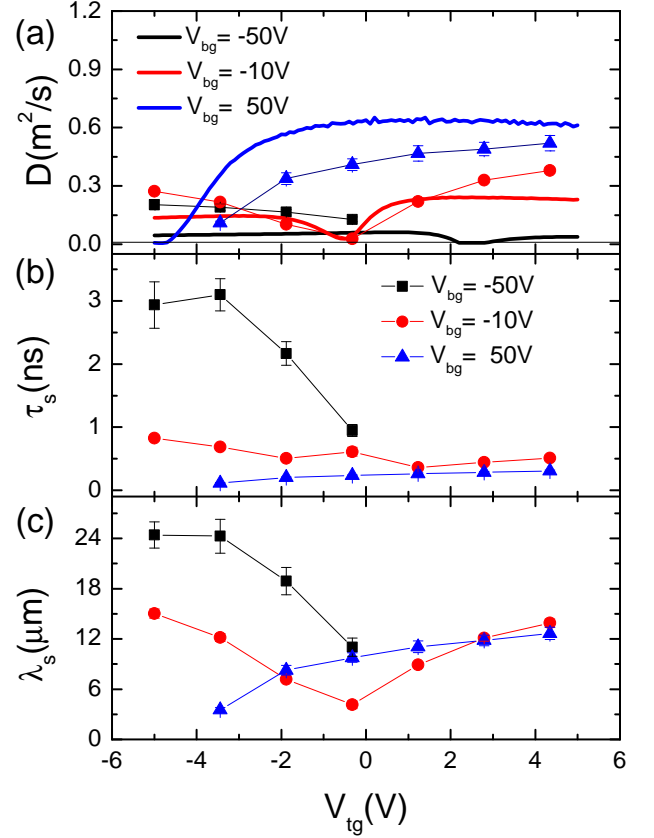 (a)
1.2
0.9
0.6
0.3
0.0
D(m²/s)
V_bg= -50V
V_bg= -10V
V_bg= 50V
(b)
3
2
1
0
τ_s(ns)
V_bg= -50V
V_bg= -10V
V_bg= 50V
(c)
24
18
12
6
0
λ_s(μm)
-6 -4 -2 0 2 4 6
V_tg(V)